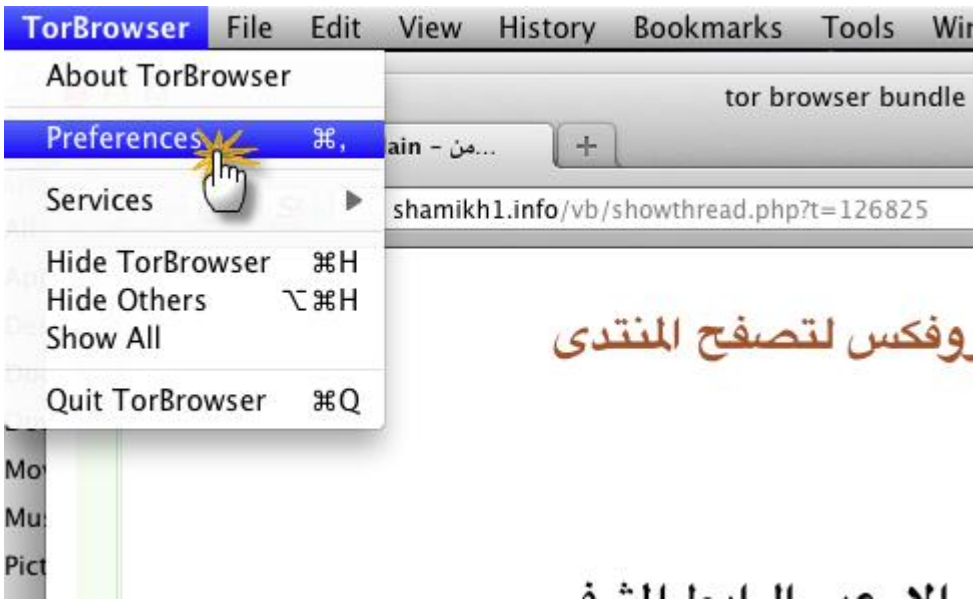 TorBrowser File Edit View History Bookmarks Tools
About TorBrowser
tor browser bundle
Preferences ⌘,
ain - من...
+
Services
shamikh1.info/vb/showthread.php?t=126825
Hide TorBrowser ⌘H
Hide Others ⌥⌘H
Show All
لتصفح المنتدى
Quit TorBrowser ⌘Q